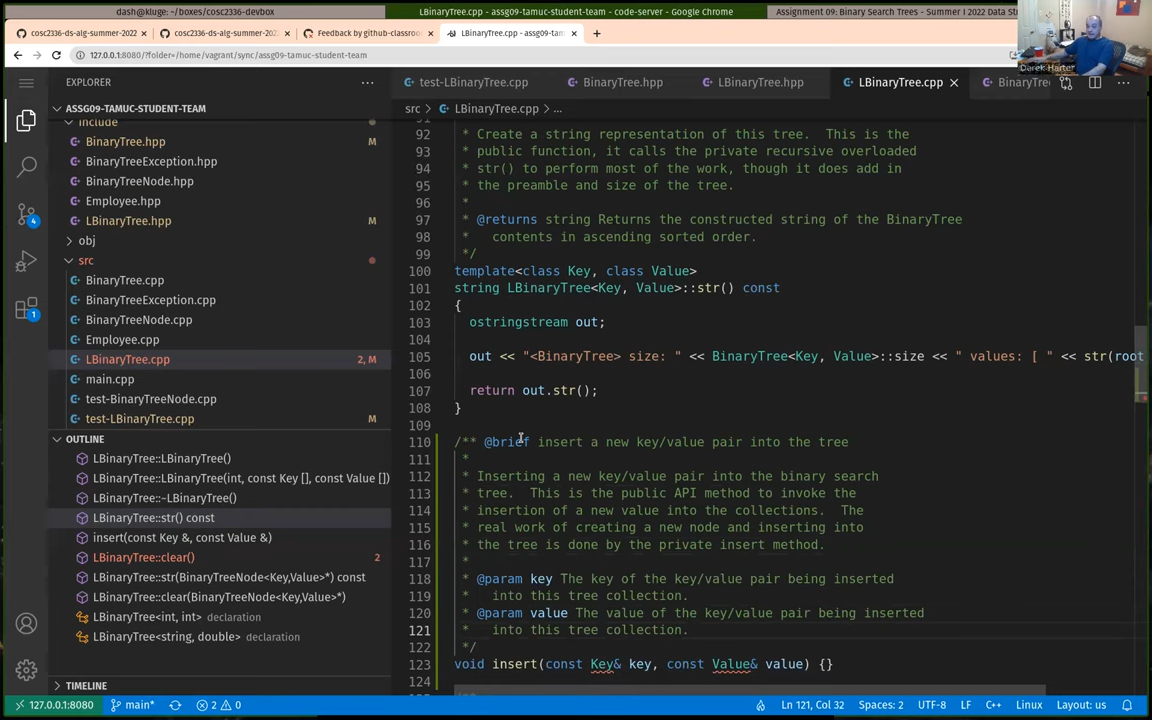 dash@kluge: ~/boxes/cosc2336-devbox
LBinaryTree.cpp - assg09-tamuc-student-team - code-server - Google Chrome
Assignment 09: Binary Search Trees - Summer I 2022 Data S
cosc2336-ds-alg-summer-2022
cosc2336-ds-alg-summer-202
Feedback by github-classroo
LBinaryTree.cpp - assg09-tam
127.0.0.1:8080/?folder=/home/vagrant/sync/assg09-tamuc-student-team
Derek Harter
EXPLORER
test-LBinaryTree.cpp
BinaryTree.hpp
LBinaryTree.hpp
LBinaryTree.cpp
BinaryTre
ASSG09-TAMUC-STUDENT-TEAM
src > LBinaryTree.cpp > ...
include
BinaryTree.hpp M
BinaryTreeException.hpp
BinaryTreeNode.hpp
Employee.hpp
LBinaryTree.hpp M
obj
src
BinaryTree.cpp
BinaryTreeException.cpp
BinaryTreeNode.cpp
Employee.cpp
LBinaryTree.cpp 2, M
main.cpp
test-BinaryTreeNode.cpp
test-LBinaryTree.cpp M
OUTLINE
LBinaryTree::LBinaryTree()
LBinaryTree::LBinaryTree(int, const Key [], const Value [])
LBinaryTree::~LBinaryTree()
LBinaryTree::str() const
insert(const Key &, const Value &)
LBinaryTree::clear() 2
LBinaryTree::str(BinaryTreeNode<Key,Value>*) const
LBinaryTree::clear(BinaryTreeNode<Key,Value>*)
LBinaryTree<int, int> declaration
LBinaryTree<string, double> declaration
TIMELINE
92 * Create a string representation of this tree.  This is the
93 * public function, it calls the private recursive overloaded
94 * str() to perform most of the work, though it does add in
95 * the preamble and size of the tree.
96 *
97 * @returns string Returns the constructed string of the BinaryTree
98 *   contents in ascending sorted order.
99 */
100 template<class Key, class Value>
101 string LBinaryTree<Key, Value>::str() const
102 {
103   ostringstream out;
104
105   out << "<BinaryTree> size: " << BinaryTree<Key, Value>::size << " values: [ " << str(root
106
107   return out.str();
108 }
109
110 /** @brief insert a new key/value pair into the tree
111 *
112 * Inserting a new key/value pair into the binary search
113 * tree.  This is the public API method to invoke the
114 * insertion of a new value into the collections.  The
115 * real work of creating a new node and inserting into
116 * the tree is done by the private insert method.
117 *
118 * @param key The key of the key/value pair being inserted
119 *   into this tree collection.
120 * @param value The value of the key/value pair being inserted
121 *   into this tree collection.
122 */
123 void insert(const Key& key, const Value& value) {}
124
4
1
127.0.0.1:8080
main*
2
0
Ln 121, Col 32
Spaces: 2
UTF-8
LF
C++
Linux
Layout: us